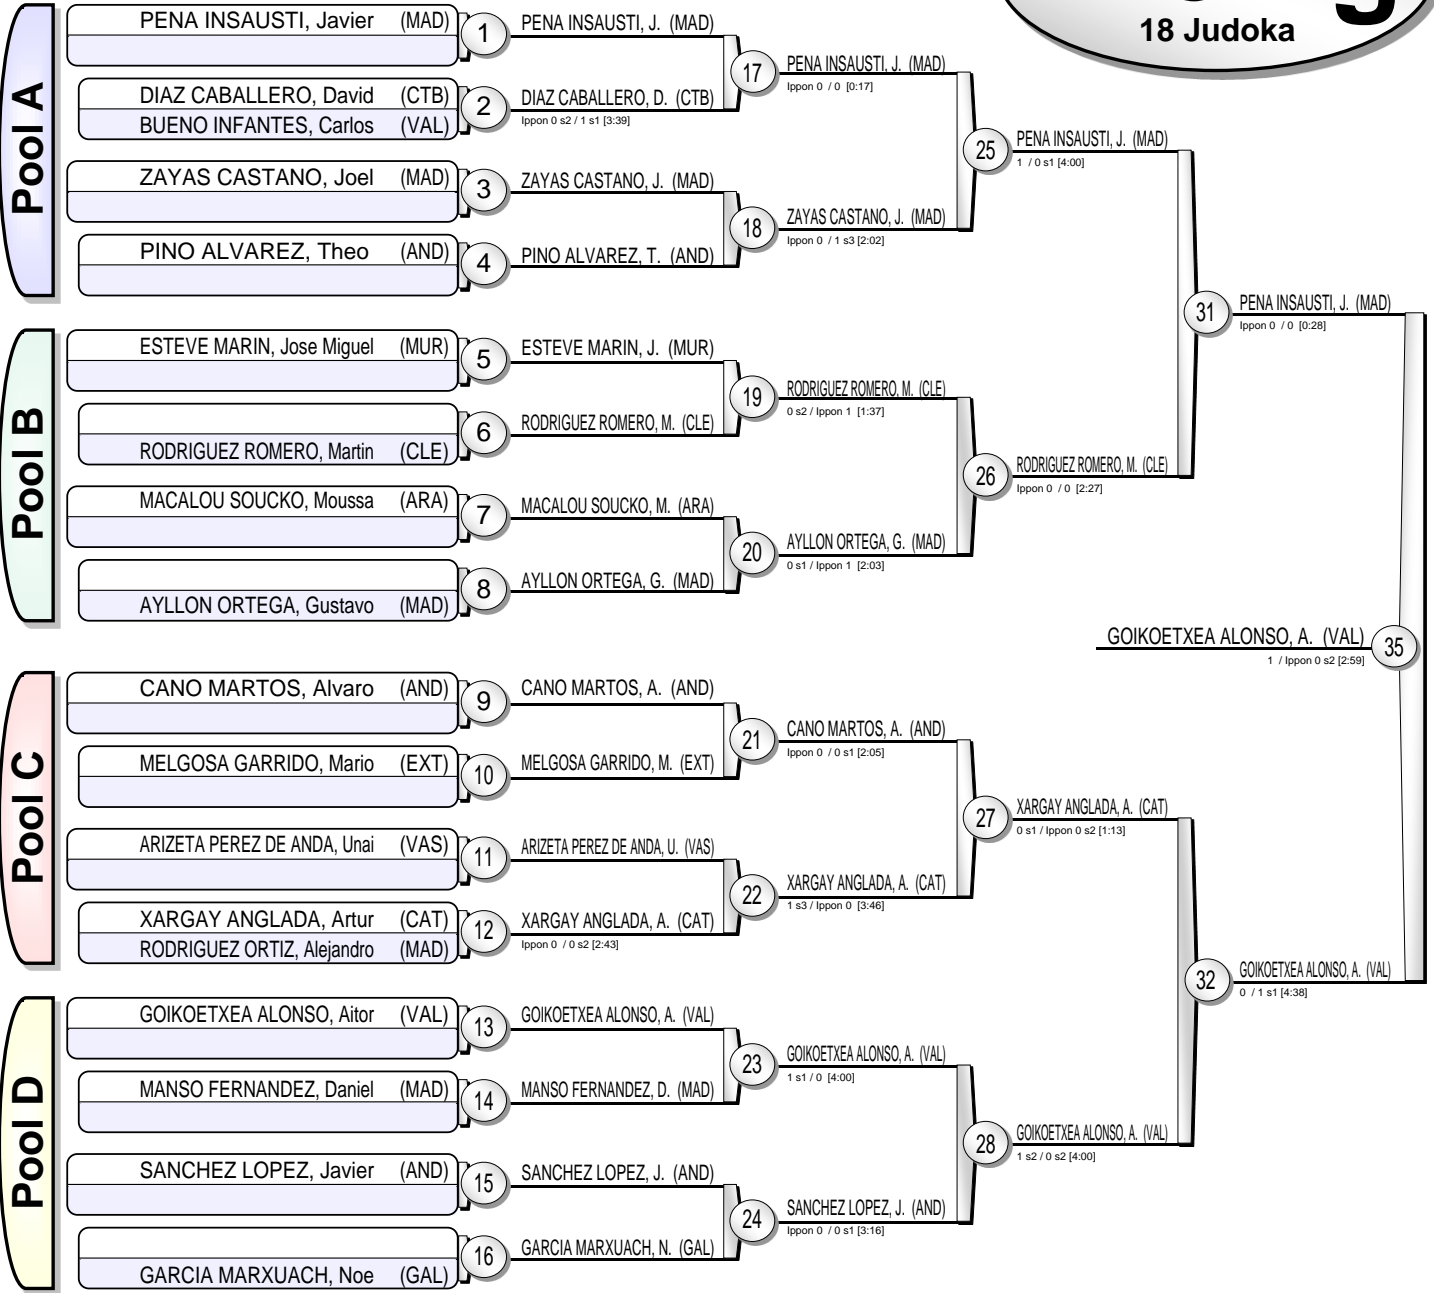 18 Judoka
Pool A
PENA INSAUSTI, Javier (MAD)
DIAZ CABALLERO, David (CTB)
BUENO INFANTES, Carlos (VAL)
ZAYAS CASTANO, Joel (MAD)
PINO ALVAREZ, Theo (AND)
1
2
3
4
PENA INSAUSTI, J. (MAD)
DIAZ CABALLERO, D. (CTB)
Ippon 0 s2 / 1 s1 [3:39]
ZAYAS CASTANO, J. (MAD)
PINO ALVAREZ, T. (AND)
17
18
PENA INSAUSTI, J. (MAD)
Ippon 0 / 0 [0:17]
ZAYAS CASTANO, J. (MAD)
Ippon 0 / 1 s3 [2:02]
25
PENA INSAUSTI, J. (MAD)
1 / 0 s1 [4:00]
Pool B
ESTEVE MARIN, Jose Miguel (MUR)
RODRIGUEZ ROMERO, Martin (CLE)
MACALOU SOUCKO, Moussa (ARA)
AYLLON ORTEGA, Gustavo (MAD)
5
6
7
8
ESTEVE MARIN, J. (MUR)
RODRIGUEZ ROMERO, M. (CLE)
MACALOU SOUCKO, M. (ARA)
AYLLON ORTEGA, G. (MAD)
19
20
RODRIGUEZ ROMERO, M. (CLE)
0 s2 / Ippon 1 [1:37]
AYLLON ORTEGA, G. (MAD)
0 s1 / Ippon 1 [2:03]
26
RODRIGUEZ ROMERO, M. (CLE)
Ippon 0 / 0 [2:27]
31
PENA INSAUSTI, J. (MAD)
Ippon 0 / 0 [0:28]
GOIKOETXEA ALONSO, A. (VAL)
1 / Ippon 0 s2 [2:59]
35
Pool C
CANO MARTOS, Alvaro (AND)
MELGOSA GARRIDO, Mario (EXT)
ARIZETA PEREZ DE ANDA, Unai (VAS)
XARGAY ANGLADA, Artur (CAT)
RODRIGUEZ ORTIZ, Alejandro (MAD)
9
10
11
12
CANO MARTOS, A. (AND)
MELGOSA GARRIDO, M. (EXT)
ARIZETA PEREZ DE ANDA, U. (VAS)
XARGAY ANGLADA, A. (CAT)
Ippon 0 / 0 s2 [2:43]
21
22
CANO MARTOS, A. (AND)
Ippon 0 / 0 s1 [2:05]
XARGAY ANGLADA, A. (CAT)
1 s3 / Ippon 0 [3:46]
27
XARGAY ANGLADA, A. (CAT)
0 s1 / Ippon 0 s2 [1:13]
Pool D
GOIKOETXEA ALONSO, Aitor (VAL)
MANSO FERNANDEZ, Daniel (MAD)
SANCHEZ LOPEZ, Javier (AND)
GARCIA MARXUACH, Noe (GAL)
13
14
15
16
GOIKOETXEA ALONSO, A. (VAL)
MANSO FERNANDEZ, D. (MAD)
SANCHEZ LOPEZ, J. (AND)
GARCIA MARXUACH, N. (GAL)
23
24
GOIKOETXEA ALONSO, A. (VAL)
1 s1 / 0 [4:00]
SANCHEZ LOPEZ, J. (AND)
Ippon 0 / 0 s1 [3:16]
28
GOIKOETXEA ALONSO, A. (VAL)
1 s2 / 0 s2 [4:00]
32
GOIKOETXEA ALONSO, A. (VAL)
0 / 1 s1 [4:38]